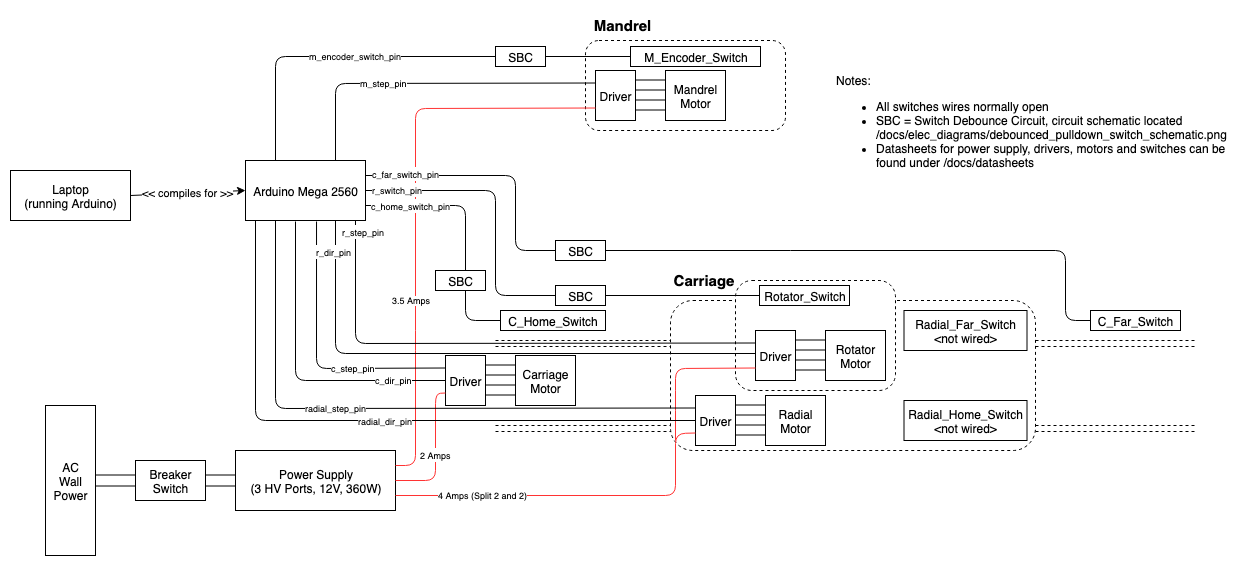 Mandrel
m_encoder_switch_pin
SBC
M_Encoder_Switch
m_step_pin
Driver
Mandrel
Motor
Notes:
All switches wires normally open
SBC = Switch Debounce Circuit, circuit schematic located
/docs/elec_diagrams/debounced_pulldown_switch_schematic.png
Datasheets for power supply, drivers, motors and switches can be
found under /docs/datasheets
Laptop
(running Arduino)
<< compiles for >>
Arduino Mega 2560
c_far_switch_pin
r_switch_pin
c_home_switch_pin
r_step_pin
r_dir_pin
SBC
SBC
3.5 Amps
SBC
C_Home_Switch
Carriage
Rotator_Switch
Radial_Far_Switch
<not wired>
C_Far_Switch
Driver
Rotator
Motor
c_step_pin
c_dir_pin
Driver
Carriage
Motor
radial_step_pin
radial_dir_pin
Driver
Radial
Motor
Radial_Home_Switch
<not wired>
AC
Wall
Power
Breaker
Switch
Power Supply
(3 HV Ports, 12V, 360W)
2 Amps
4 Amps (Split 2 and 2)